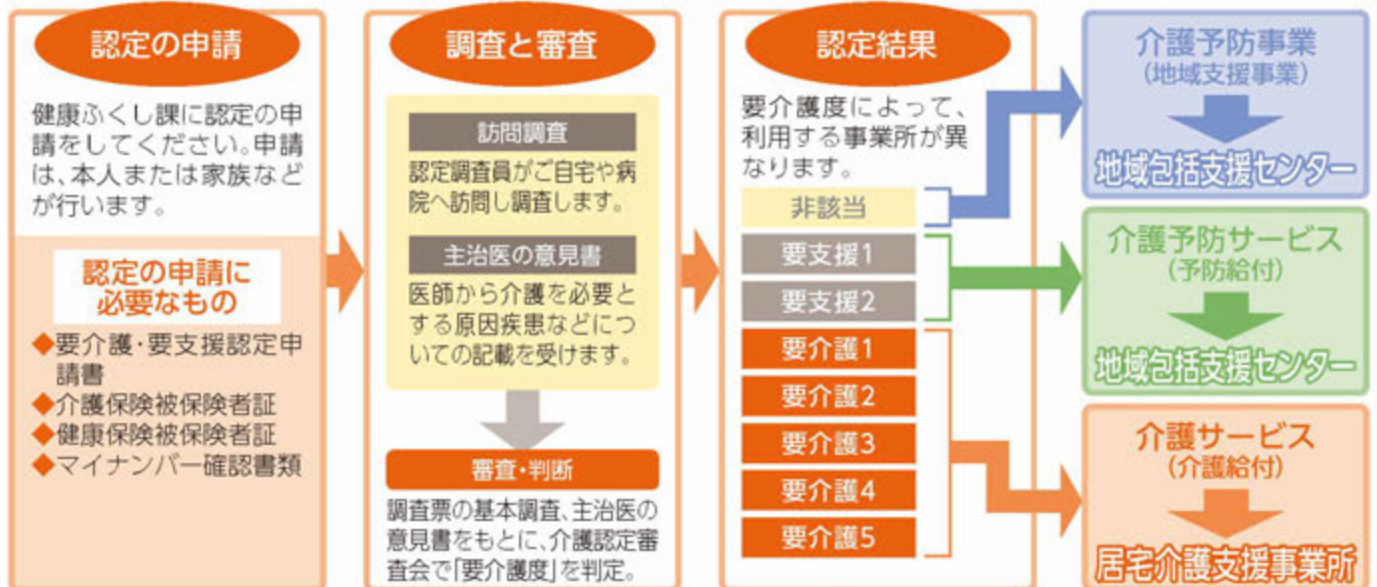 認定の申請
健康ふくし課に認定の申
請をしてください。申請
は、本人または家族など
が行います。
認定の申請に
必要なもの
◆要介護・要支援認定申
請書
◆介護保険被保険者証
◆健康保険被保険者証
◆マイナンバー確認書類
調査と審査
訪問調査
認定調査員がご自宅や病
院へ訪問し調査します。
主治医の意見書
医師から介護を必要と
する原因疾患などにつ
いての記載を受けます。
審査・判断
調査票の基本調査、主治医の
意見書をもとに、介護認定審
査会で「要介護度」を判定。
認定結果
要介護度によって、
利用する事業所が異
なります。
非該当
要支援1
要支援2
要介護1
要介護2
要介護3
要介護4
要介護5
介護予防事業
(地域支援事業)
地域包括支援センター
介護予防サービス
(予防給付)
地域包括支援センター
介護サービス
(介護給付)
居宅介護支援事業所